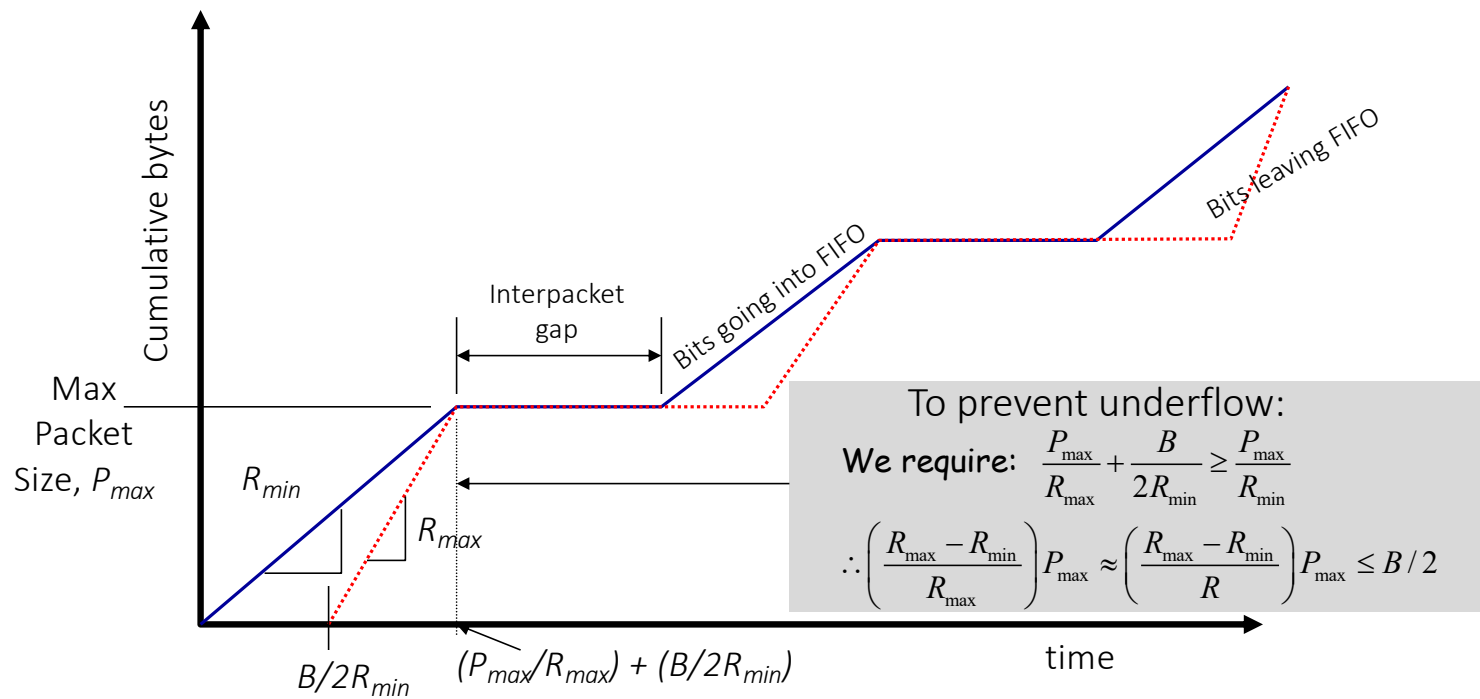 Cumulative bytes
Max
Packet
Size, P_max
R_min
R_max
Interpacket
gap
Bits going into FIFO
Bits leaving FIFO
To prevent underflow:
We require: P_max/R_max + B/2R_min ≥ P_max/R_min
∴ ((R_max − R_min)/R_max) P_max ≈ ((R_max − R_min)/R) P_max ≤ B / 2
B/2R_min
(P_max/R_max) + (B/2R_min)
time